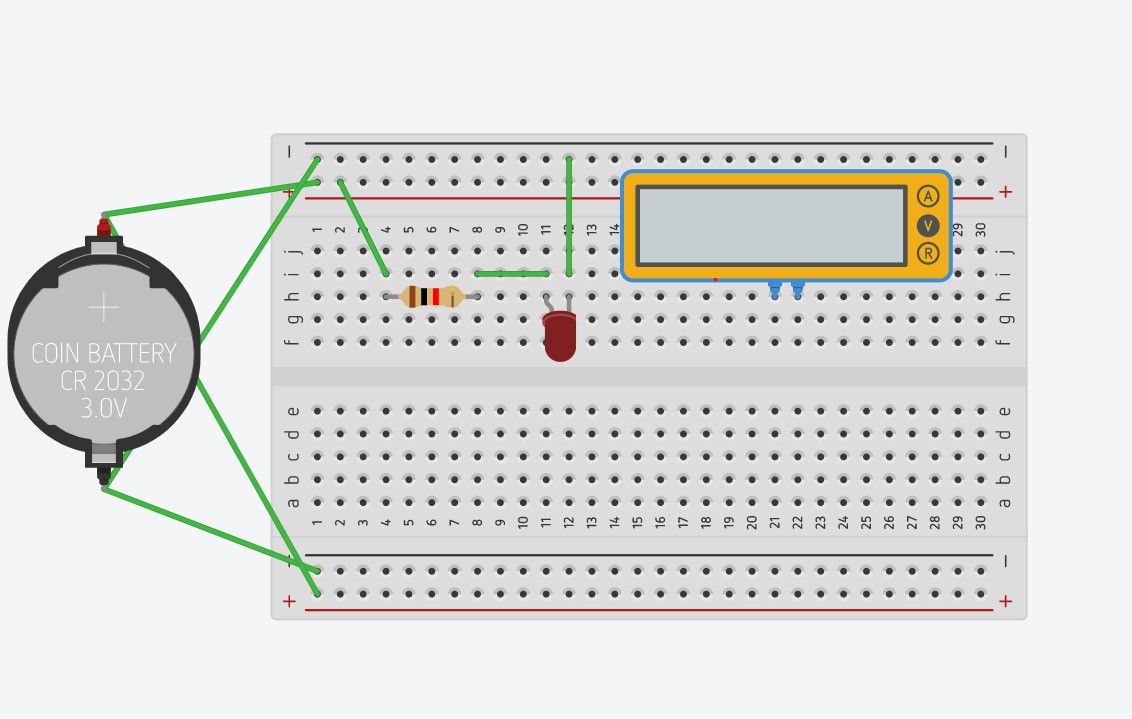 | |
+ +
1 2 3 4 5 6 7 8 9 10 11 12 13 14 29 30
j j
i i
h h
g g
f f
A
V
R
COIN BATTERY
CR 2032
3.0V
e e
d d
c c
b b
a a
1 2 3 4 5 6 7 8 9 10 11 12 13 14 15 16 17 18 19 20 21 22 23 24 25 26 27 28 29 30
| |
+ +